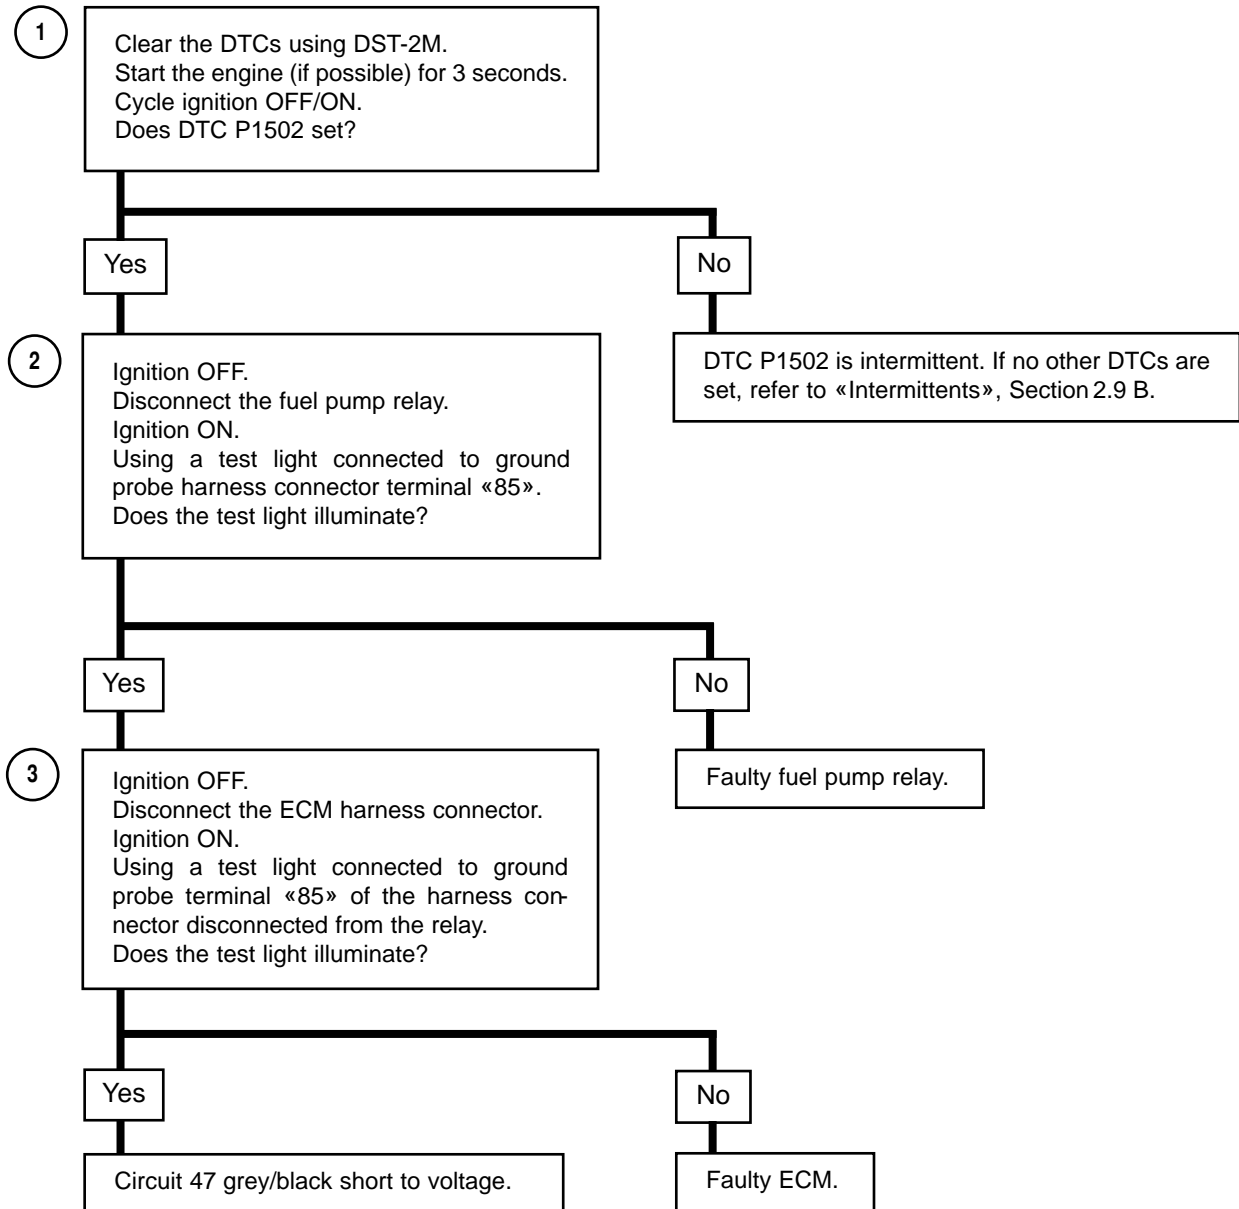 1
Clear the DTCs using DST-2M.
Start the engine (if possible) for 3 seconds.
Cycle ignition OFF/ON.
Does DTC P1502 set?
Yes
No
2
Ignition OFF.
Disconnect the fuel pump relay.
Ignition ON.
Using a test light connected to ground
probe harness connector terminal «85».
Does the test light illuminate?
DTC P1502 is intermittent. If no other DTCs are
set, refer to «Intermittents», Section 2.9 B.
Yes
No
3
Ignition OFF.
Disconnect the ECM harness connector.
Ignition ON.
Using a test light connected to ground
probe terminal «85» of the harness con-
nector disconnected from the relay.
Does the test light illuminate?
Faulty fuel pump relay.
Yes
No
Circuit 47 grey/black short to voltage.
Faulty ECM.